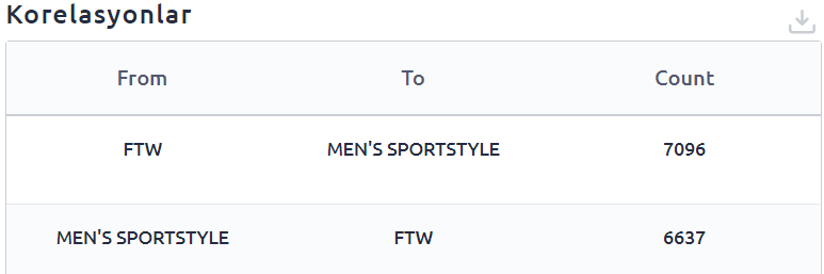 Korelasyonlar
From To Count
FTW MEN'S SPORTSTYLE 7096
MEN'S SPORTSTYLE FTW 6637